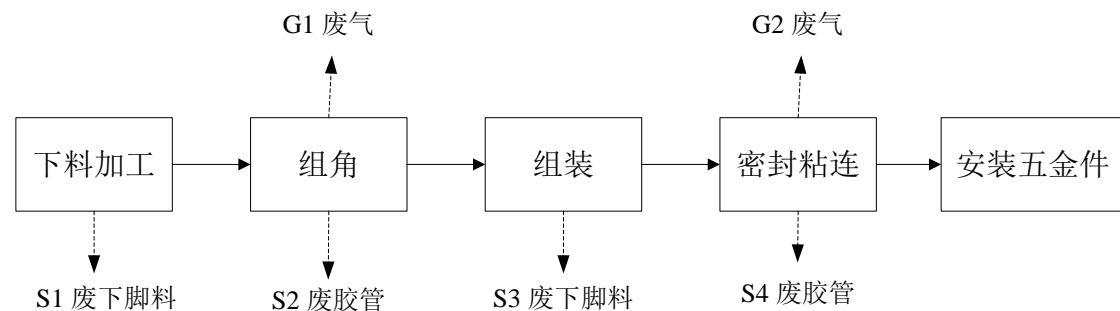 G1 废气
G2 废气
下料加工
组角
组装
密封粘连
安装五金件
S1 废下脚料
S2 废胶管
S3 废下脚料
S4 废胶管